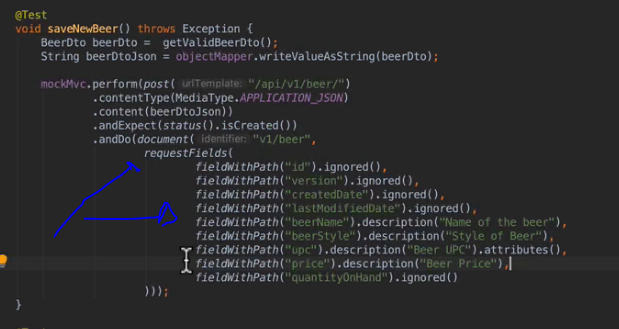 @Test
void saveNewBeer() throws Exception {
BeerDto beerDto = getValidBeerDto();
String beerDtoJson = objectMapper.writeValueAsString(beerDto);
mockMvc.perform(post( urlTemplate: "/api/v1/beer/")
.contentType(MediaType.APPLICATION_JSON)
.content(beerDtoJson))
.andExpect(status().isCreated())
.andDo(document( identifier: "v1/beer",
requestFields(
fieldWithPath("id").ignored(),
fieldWithPath("version").ignored(),
fieldWithPath("createdDate").ignored(),
fieldWithPath("lastModifiedDate").ignored(),
fieldWithPath("beerName").description("Name of the beer"),
fieldWithPath("beerStyle").description("Style of Beer"),
fieldWithPath("upc").description("Beer UPC").attributes(),
fieldWithPath("price").description("Beer Price"),
fieldWithPath("quantityOnHand").ignored()
)));
}